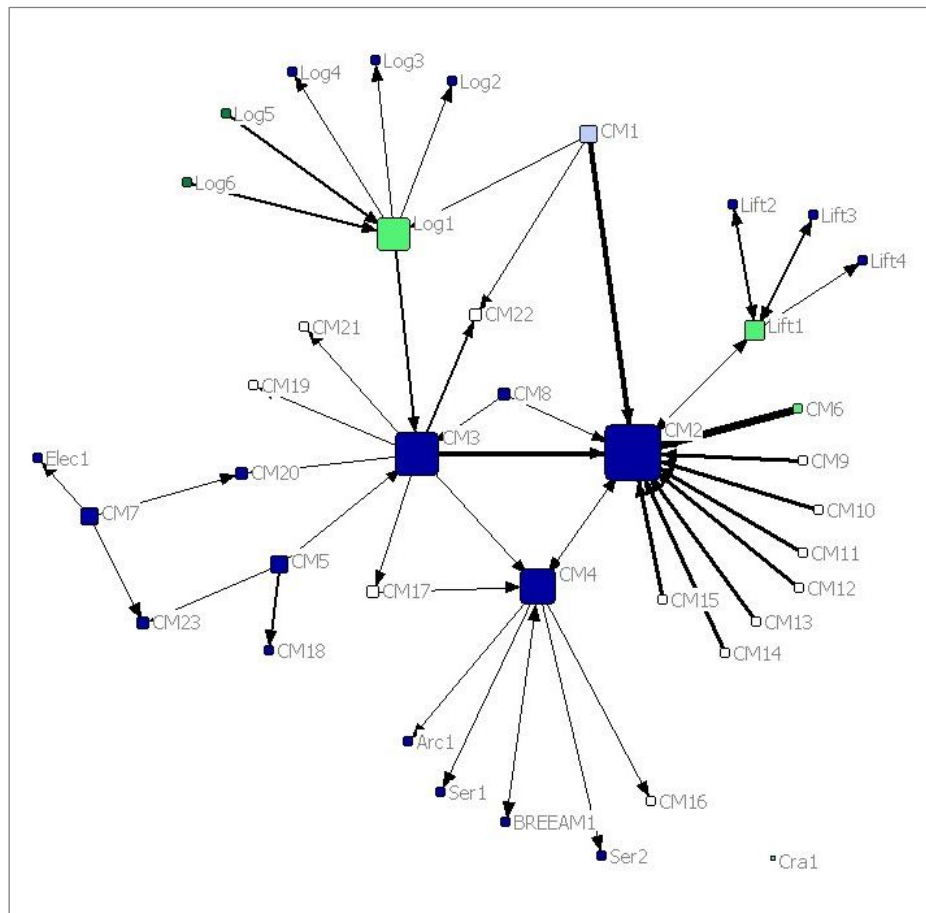 Log3
Log4
Log2
Log5
CM1
Log6
Lift2
Lift3
Log1
Lift4
CM22
CM21
Lift1
CM19
CM8
CM6
CM3
CM2
Elec1
CM20
CM9
CM7
CM10
CM5
CM11
CM4
CM17
CM12
CM15
CM23
CM13
CM18
CM14
Arc1
Ser1
CM16
BREEAM1
Ser2
Cra1